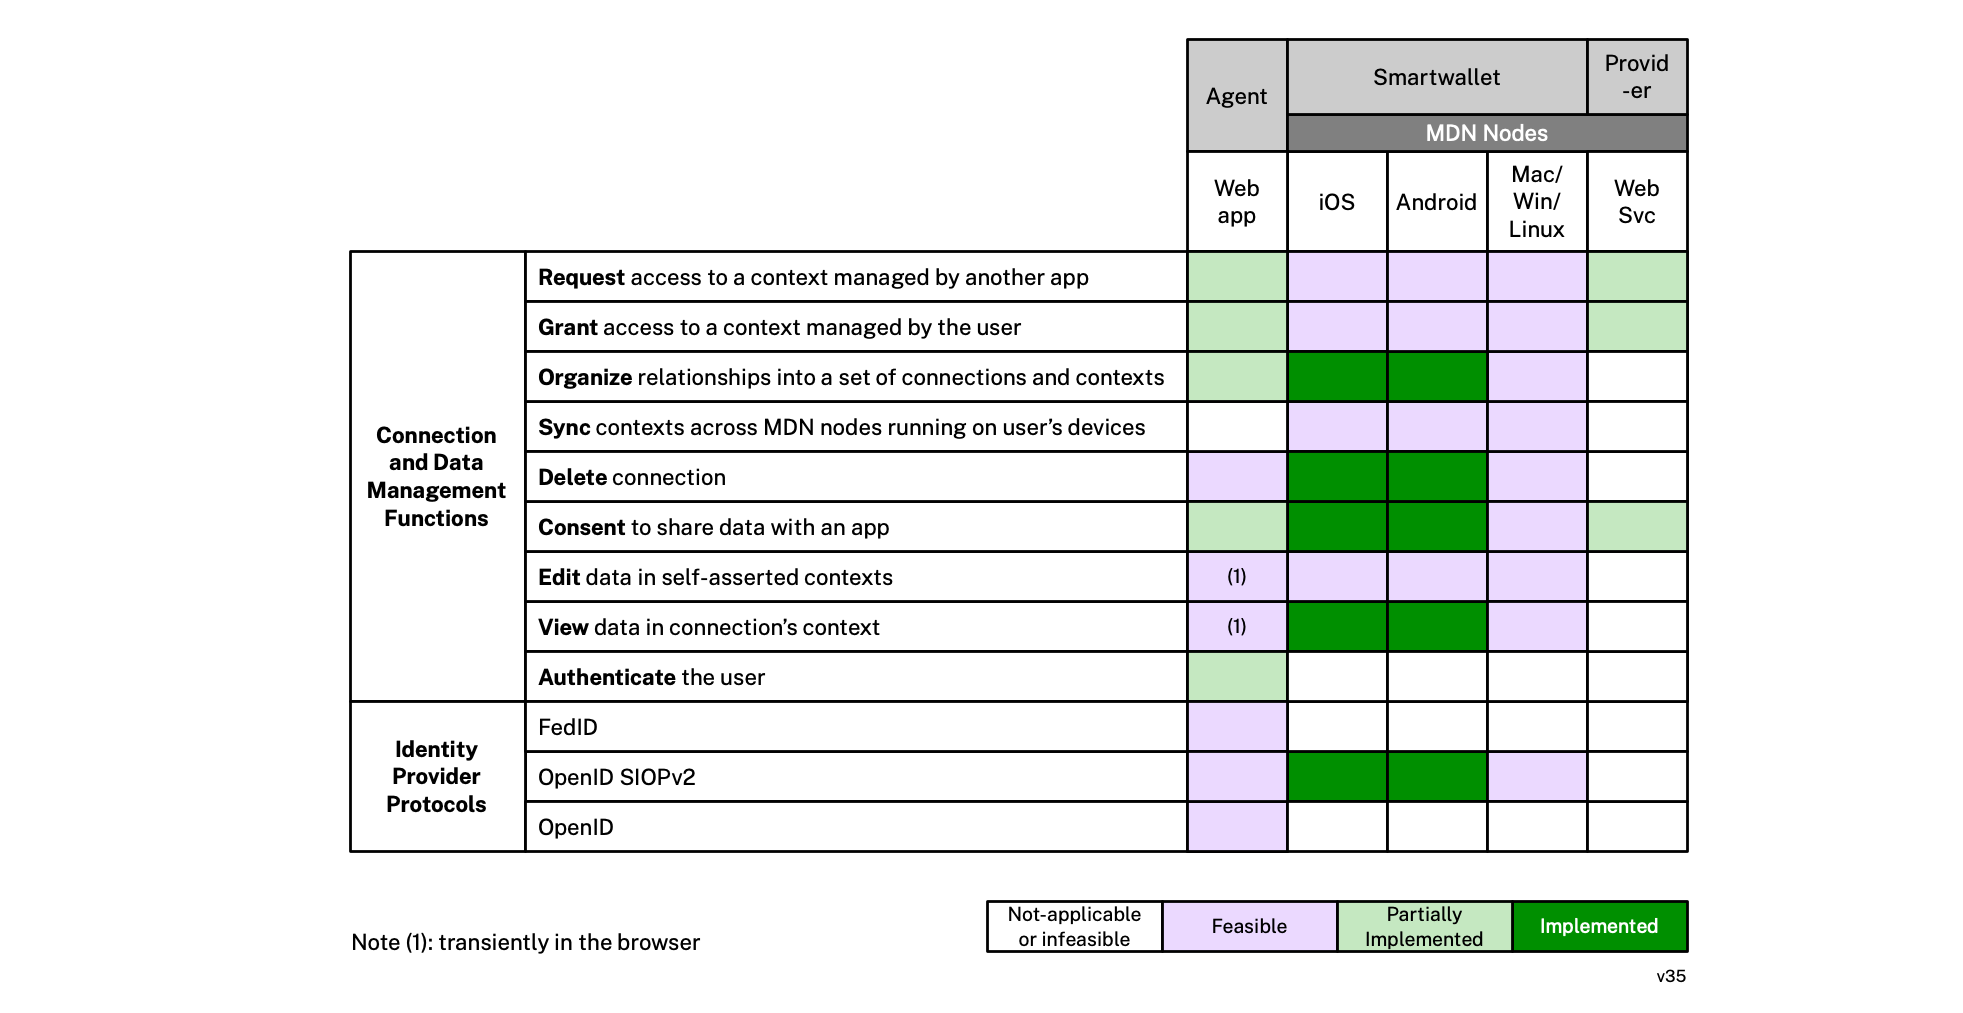 Agent
Smartwallet
Provid
-er
MDN Nodes
Web
app
iOS
Android
Mac/
Win/
Linux
Web
Svc
Connection
and Data
Management
Functions
Request access to a context managed by another app
Grant access to a context managed by the user
Organize relationships into a set of connections and contexts
Sync contexts across MDN nodes running on user’s devices
Delete connection
Consent to share data with an app
Edit data in self-asserted contexts
(1)
View data in connection’s context
(1)
Authenticate the user
Identity
Provider
Protocols
FedID
OpenID SIOPv2
OpenID
Note (1): transiently in the browser
Not-applicable
or infeasible
Feasible
Partially
Implemented
Implemented
v35